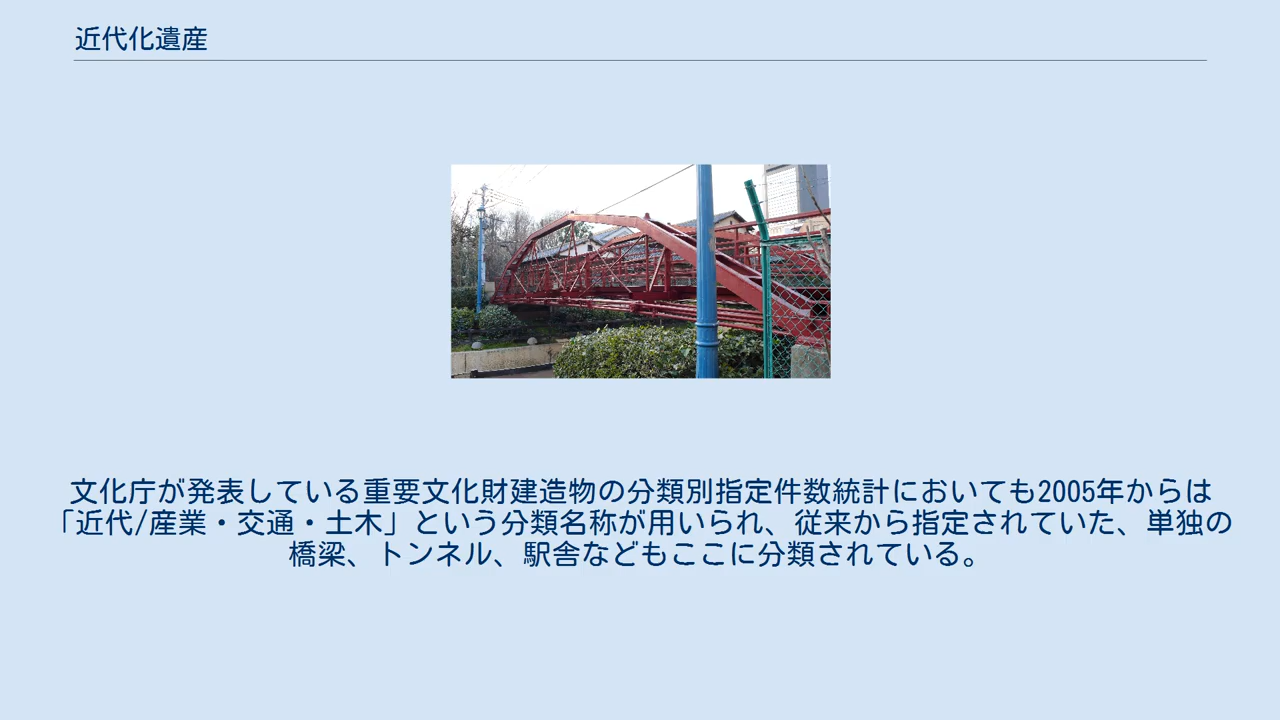 近代化遺産
文化庁が発表している重要文化財建造物の分類別指定件数統計においても2005年からは
「近代/産業・交通・土木」という分類名称が用いられ、従来から指定されていた、単独の
橋梁、トンネル、駅舎などもここに分類されている。